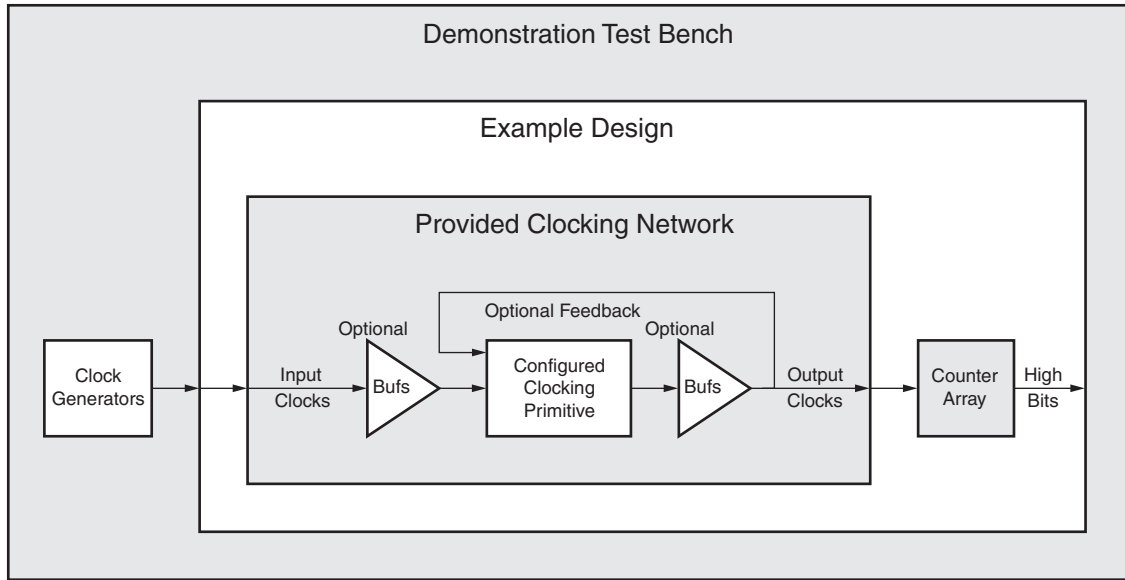 Demonstration Test Bench
Example Design
Provided Clocking Network
Optional Feedback
Optional
Optional
Clock
Generators
Input
Clocks
Bufs
Configured
Clocking
Primitive
Bufs
Output
Clocks
Counter
Array
High
Bits